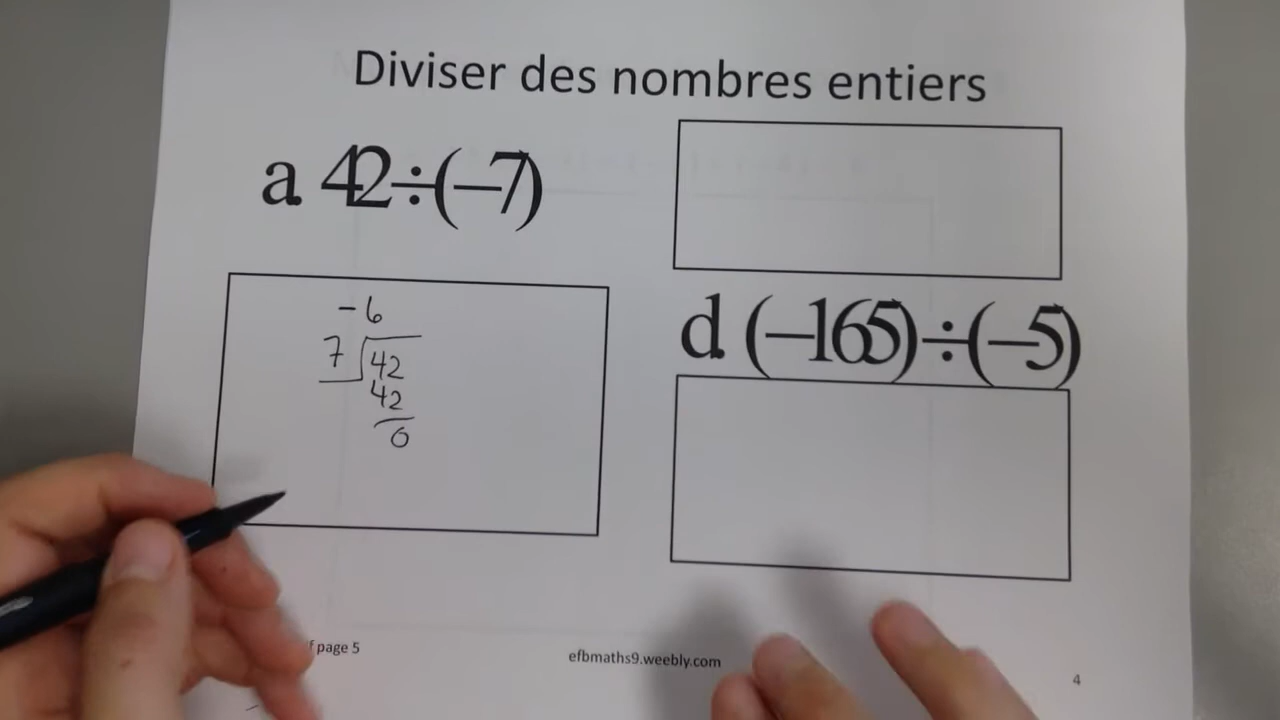 Diviser des nombres entiers
a 42÷(−7)
-6
7 42
42
0
d (−165)÷(−5)
f page 5
efbmaths9.weebly.com
4